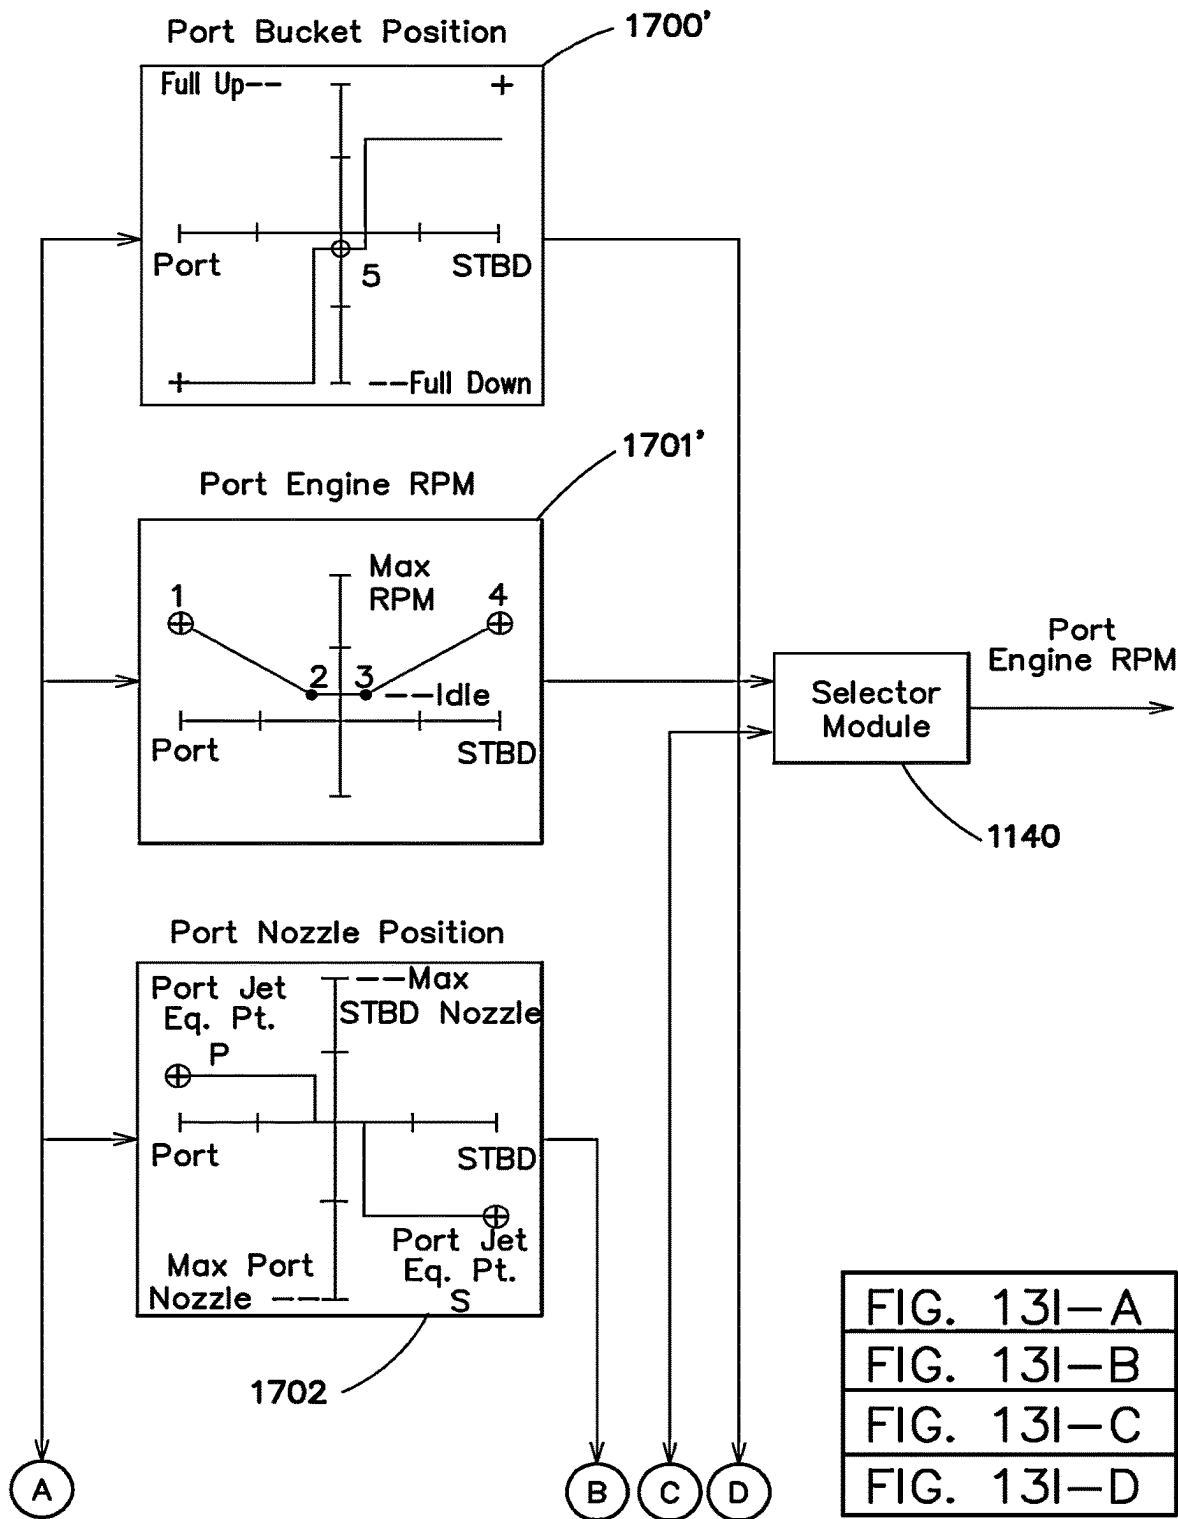 Port Bucket Position
1700'
Full Up--
+
Port
STBD
5
+
--Full Down
1701'
Port Engine RPM
Max
RPM
1
4
2
3
--Idle
Port
STBD
Port
Engine RPM
Selector
Module
1140
Port Nozzle Position
Port Jet
Eq. Pt.
P
--Max
STBD Nozzle
Port
STBD
Port Jet
Eq. Pt.
S
Max Port
Nozzle ---
1702
A
B
C
D
FIG. 13I-A
FIG. 13I-B
FIG. 13I-C
FIG. 13I-D